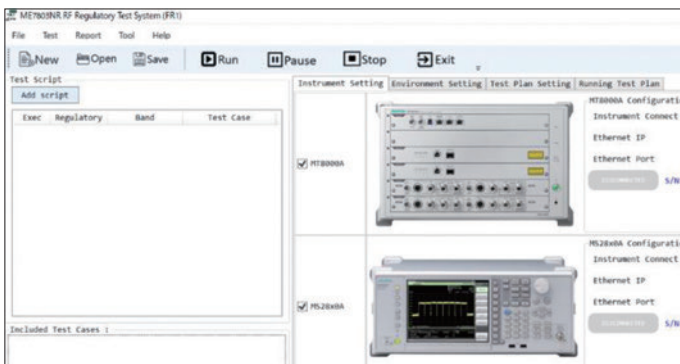 ME7803NR RF Regulatory Test System (FR1)
File Test Report Tool Help
New Open Save Run Pause Stop Exit
Test Script
Add script
Exec Regulatory Band Test Case
Instrument Setting Environment Setting Test Plan Setting Running Test Plan
MT8000A
MT8000A Configurati
Instrument Connect
Ethernet IP
Ethernet Port
DISCONNECTED S/N
MS28x0A
MS28x0A Configurati
Instrument Connect
Ethernet IP
Ethernet Port
DISCONNECTED S/N
Included Test Cases :